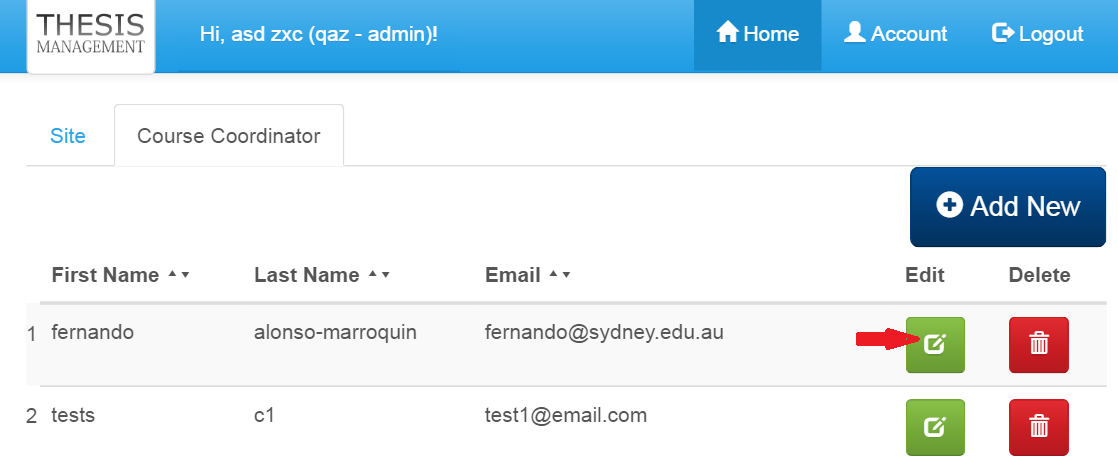 THESIS
MANAGEMENT
Hi, asd zxc (qaz - admin)!
Home
Account
Logout
Site
Course Coordinator
Add New
First Name Last Name Email Edit Delete
1 fernando alonso-marroquin fernando@sydney.edu.au
2 tests c1 test1@email.com